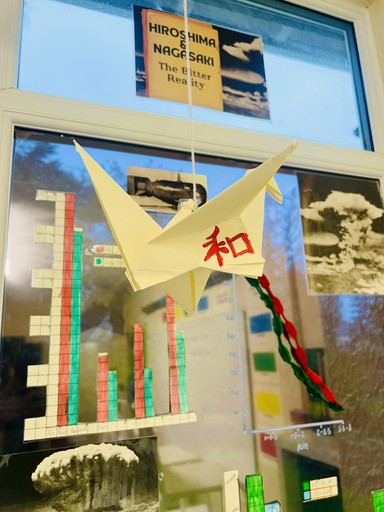 HIROSHIMA
&
NAGASAKI
The Bitter
Reality
和